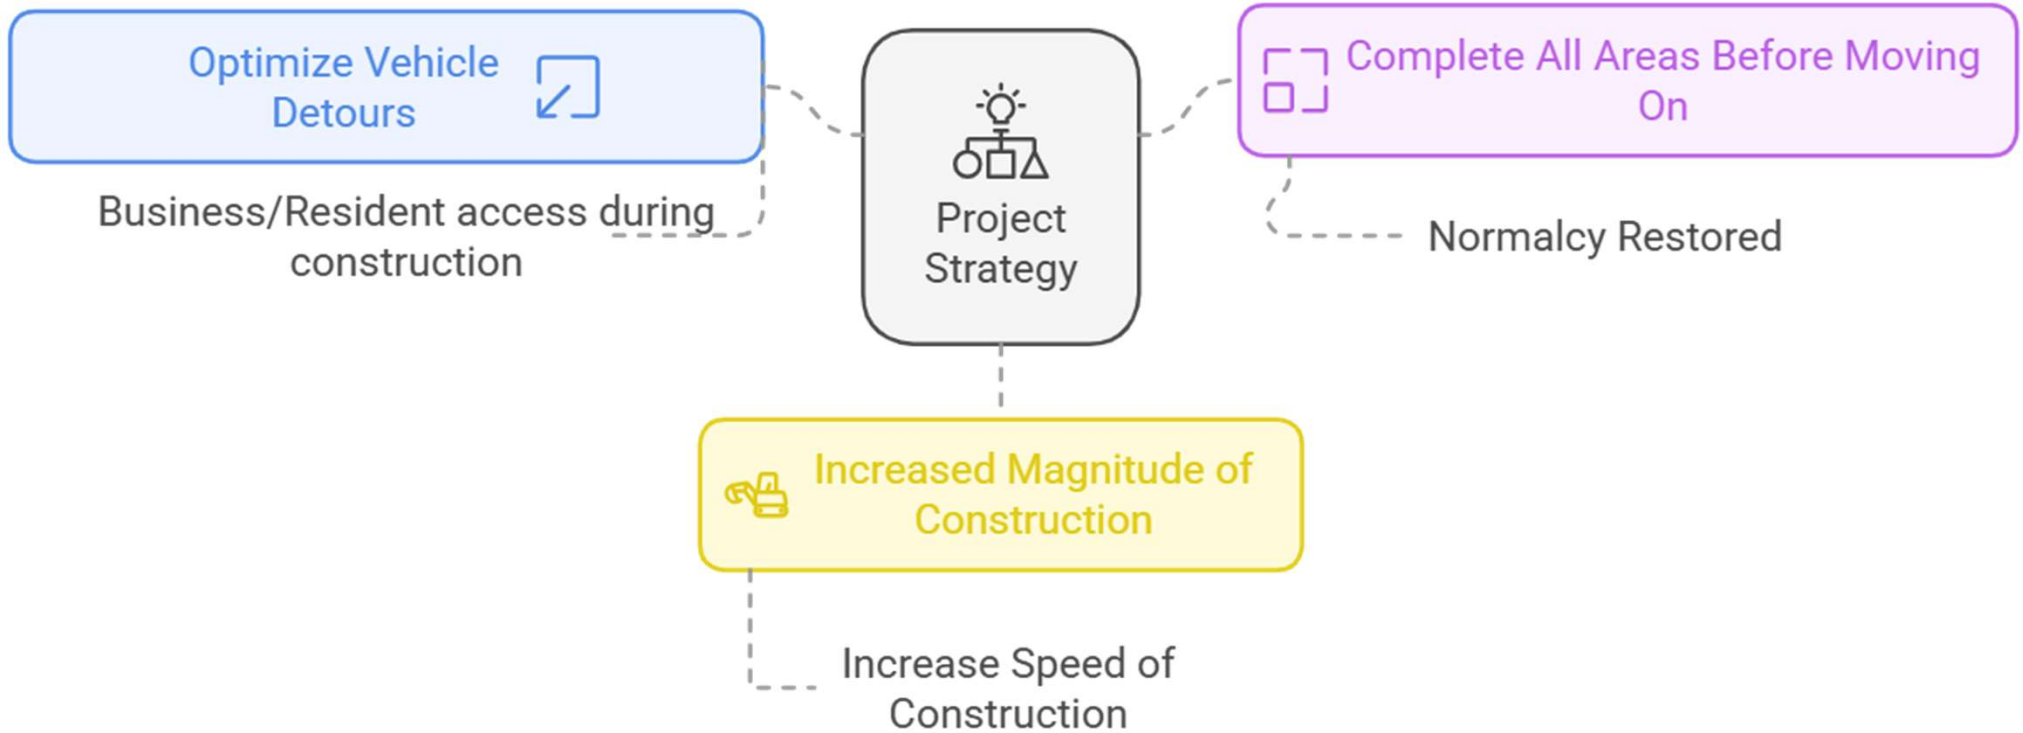 Optimize Vehicle
Detours
Business/Resident access during
construction
Project
Strategy
Complete All Areas Before Moving
On
Normalcy Restored
Increased Magnitude of
Construction
Increase Speed of
Construction